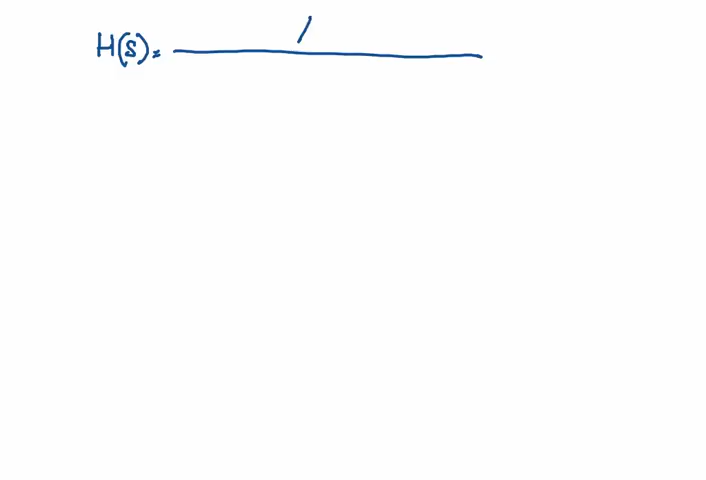 H(s) = 1